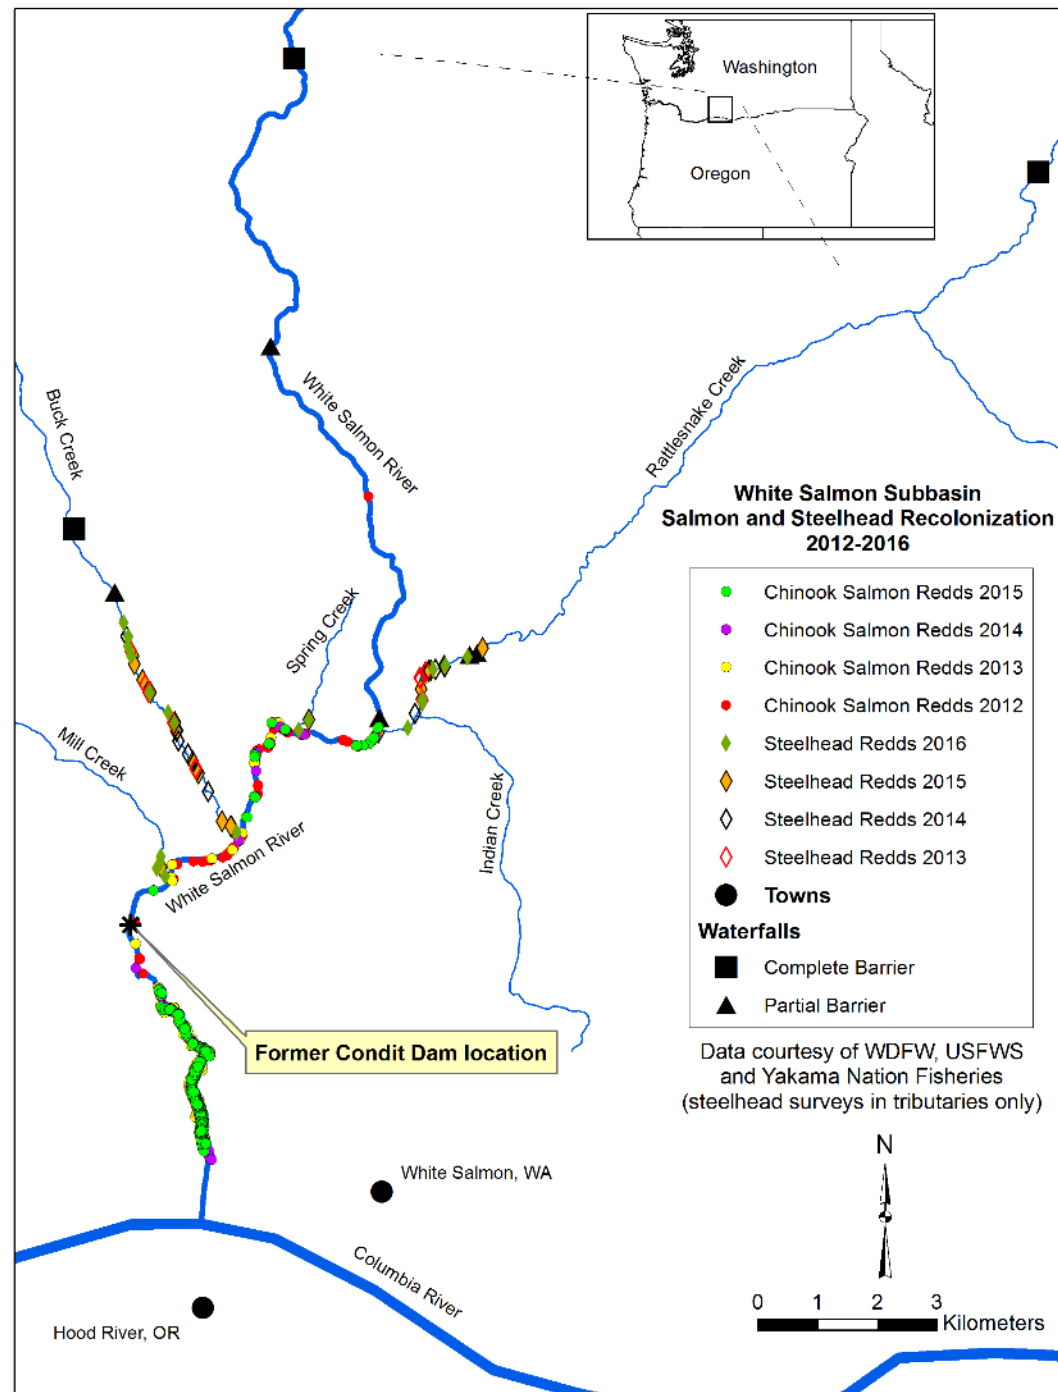 Washington
Oregon
White Salmon River
Buck Creek
Rattlesnake Creek
Spring Creek
Mill Creek
White Salmon River
Indian Creek
White Salmon Subbasin
Salmon and Steelhead Recolonization
2012-2016
Chinook Salmon Redds 2015
Chinook Salmon Redds 2014
Chinook Salmon Redds 2013
Chinook Salmon Redds 2012
Steelhead Redds 2016
Steelhead Redds 2015
Steelhead Redds 2014
Steelhead Redds 2013
Towns
Waterfalls
Complete Barrier
Partial Barrier
Former Condit Dam location
Data courtesy of WDFW, USFWS
and Yakama Nation Fisheries
(steelhead surveys in tributaries only)
N
White Salmon, WA
Columbia River
Hood River, OR
0 1 2 3
Kilometers